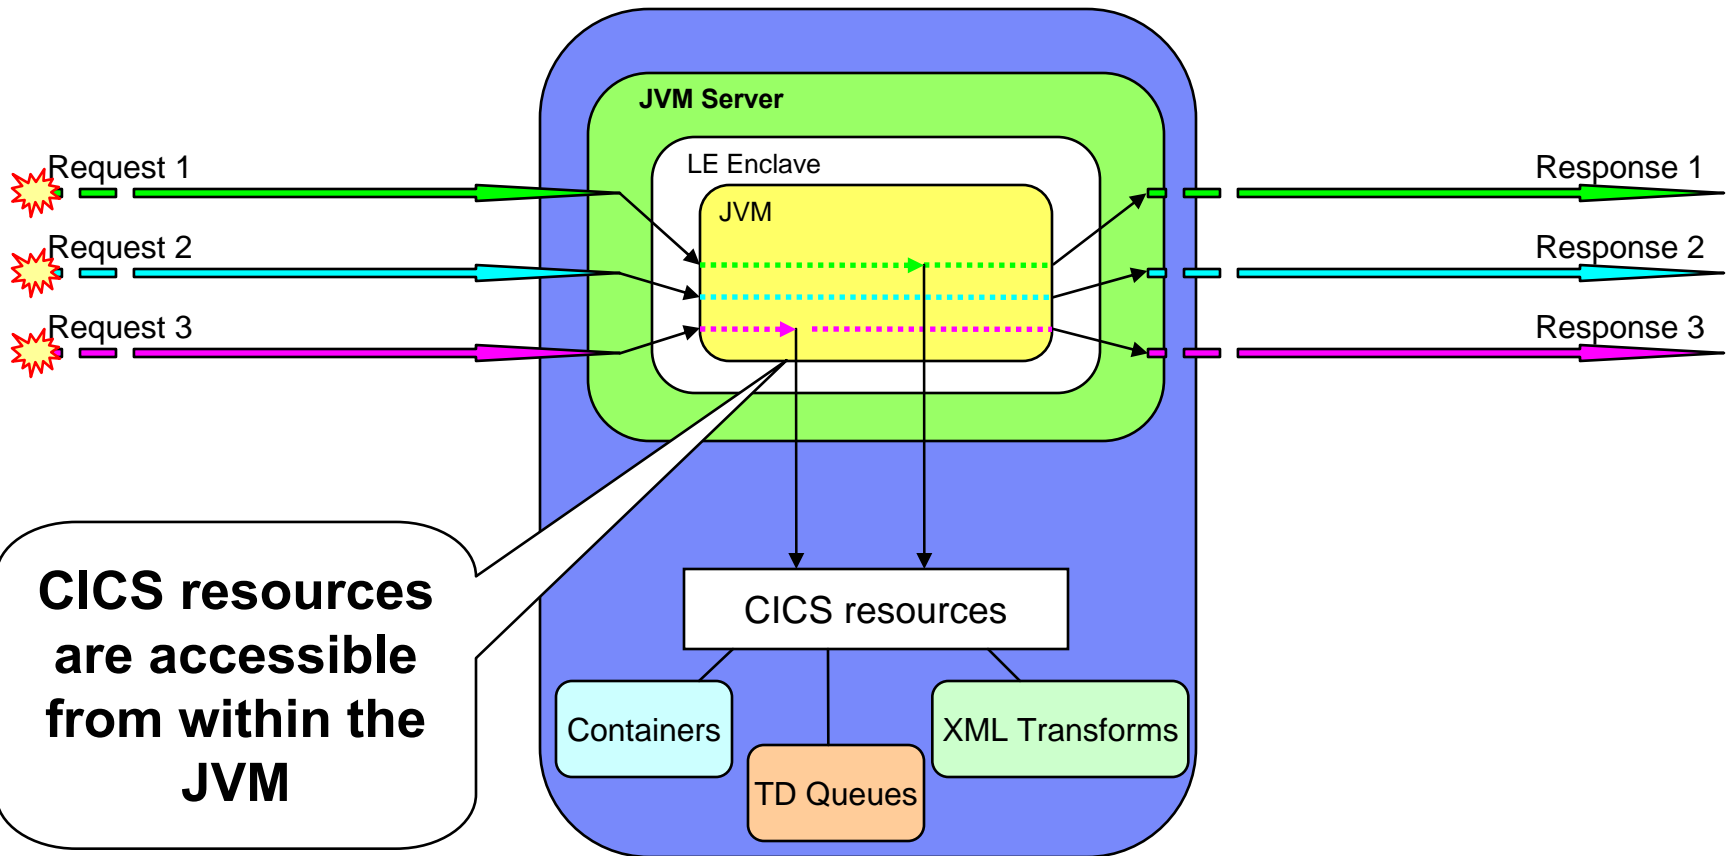 JVM Server
LE Enclave
JVM
Request 1
Request 2
Request 3
Response 1
Response 2
Response 3
CICS resources
are accessible
from within the
JVM
CICS resources
Containers
TD Queues
XML Transforms